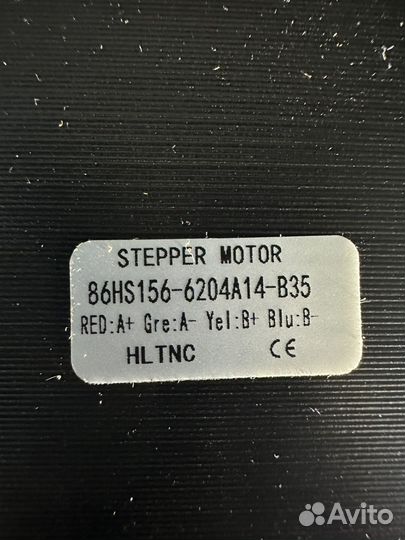 STEPPER MOTOR
86HS156-6204A14-B35
RED:A+ Gre:A- Yel:B+ Blu:B-
HLTNC CE
Avito